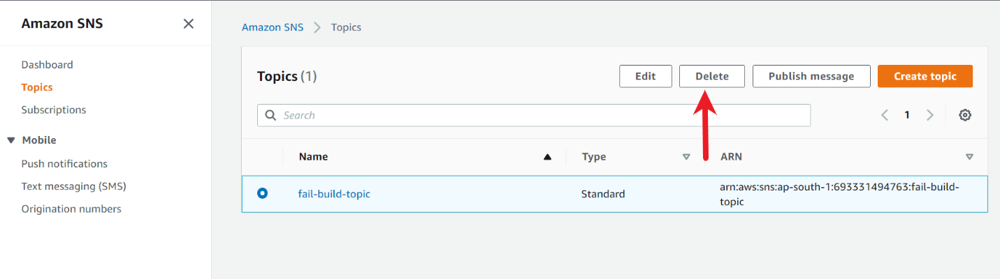 Amazon SNS
Dashboard
Topics
Subscriptions
Mobile
Push notifications
Text messaging (SMS)
Origination numbers
Amazon SNS
Topics
Topics (1)
Edit
Delete
Publish message
Create topic
Search
1
Name
Type
ARN
fail-build-topic
Standard
arn:aws:sns:ap-south-1:693331494763:fail-build-
topic